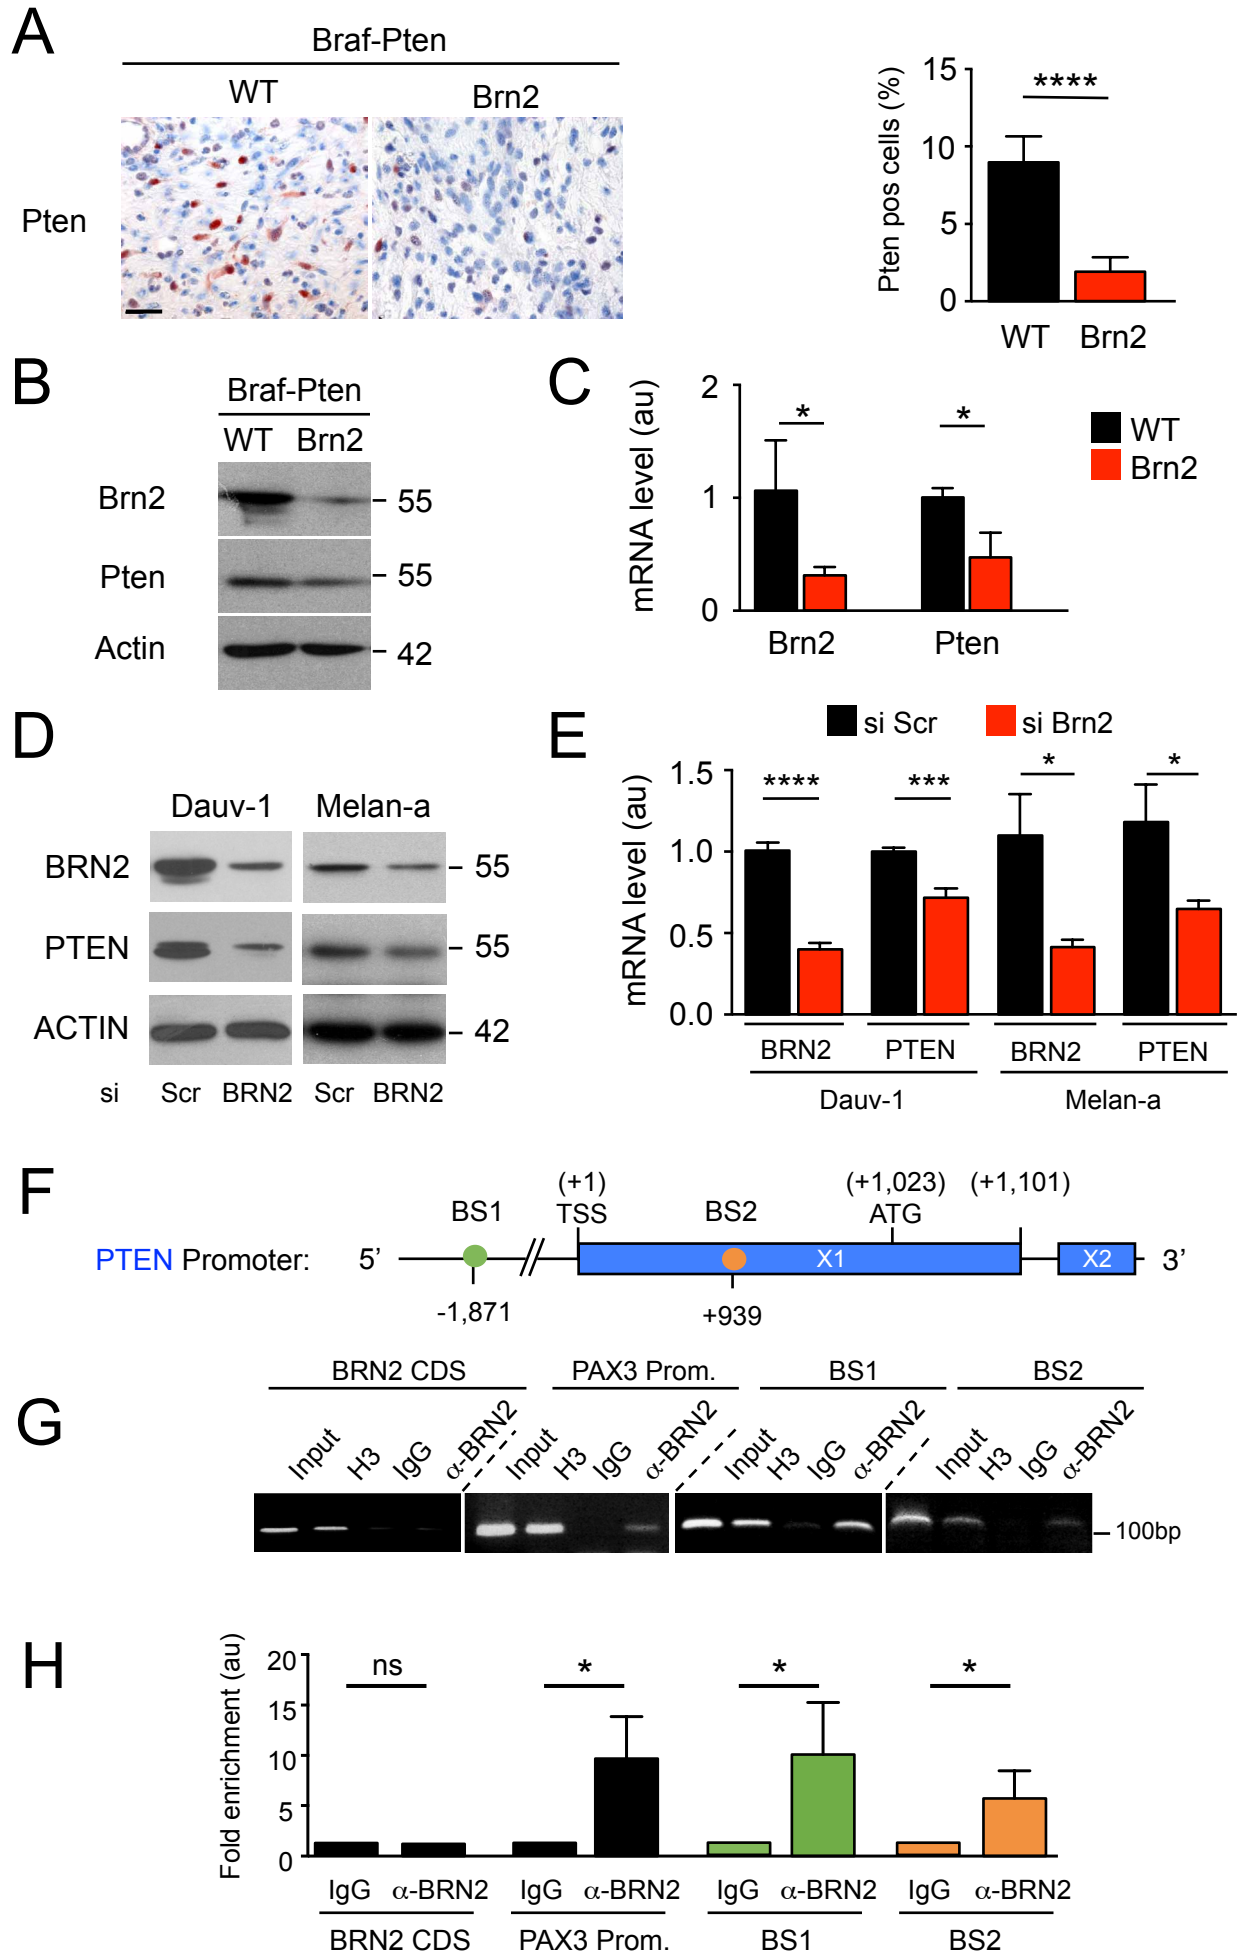 A
Braf-Pten
WT Brn2
Pten
Pten pos cells (%)
15
10
5
0
****
WT Brn2
B
Braf-Pten
WT Brn2
Brn2 55
Pten 55
Actin 42
C
mRNA level (au)
2
1
0
* *
Brn2 Pten
WT
Brn2
D
Dauv-1 Melan-a
BRN2 55
PTEN 55
ACTIN 42
si Scr BRN2 Scr BRN2
E
si Scr si Brn2
mRNA level (au)
1.5
1.0
0.5
0.0
**** *** * *
BRN2 PTEN BRN2 PTEN
Dauv-1 Melan-a
F
(+1) (+1,023) (+1,101)
BS1 TSS BS2 ATG
PTEN Promoter: 5’ X1 X2 3’
-1,871 +939
G
BRN2 CDS PAX3 Prom. BS1 BS2
Input H3 IgG α-BRN2 Input H3 IgG α-BRN2 Input H3 IgG α-BRN2 Input H3 IgG α-BRN2
100bp
H
Fold enrichment (au)
20
15
10
5
0
ns * * *
IgG α-BRN2 IgG α-BRN2 IgG α-BRN2 IgG α-BRN2
BRN2 CDS PAX3 Prom. BS1 BS2